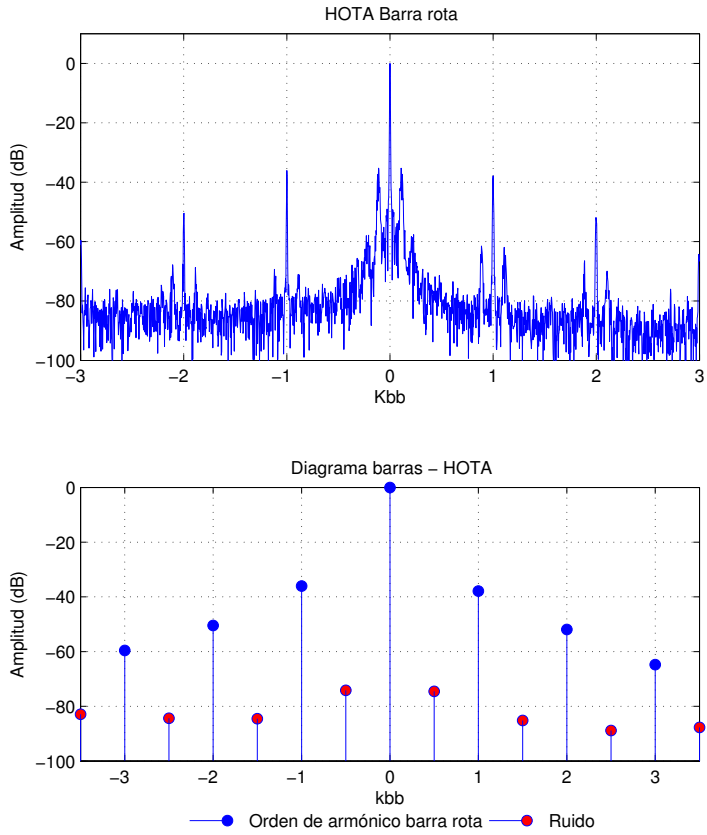 HOTA Barra rota
Amplitud (dB)
0
−20
−40
−60
−80
−100
−3 −2 −1 0 1 2 3
Kbb
Diagrama barras − HOTA
Amplitud (dB)
0
−20
−40
−60
−80
−100
−3 −2 −1 0 1 2 3
kbb
Orden de armónico barra rota Ruido